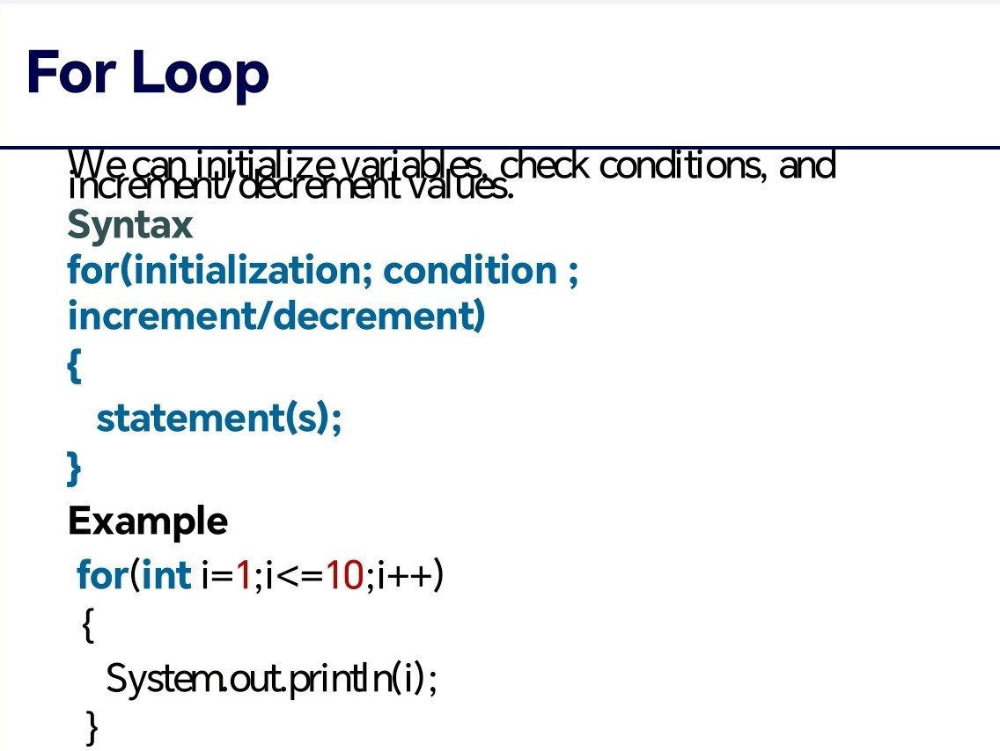 For Loop
We can initialize variables, check conditions, and
increment/decrement values.
Syntax
for(initialization; condition ;
increment/decrement)
{
statement(s);
}
Example
for(int i=1;i<=10;i++)
{
System.out.println(i);
}